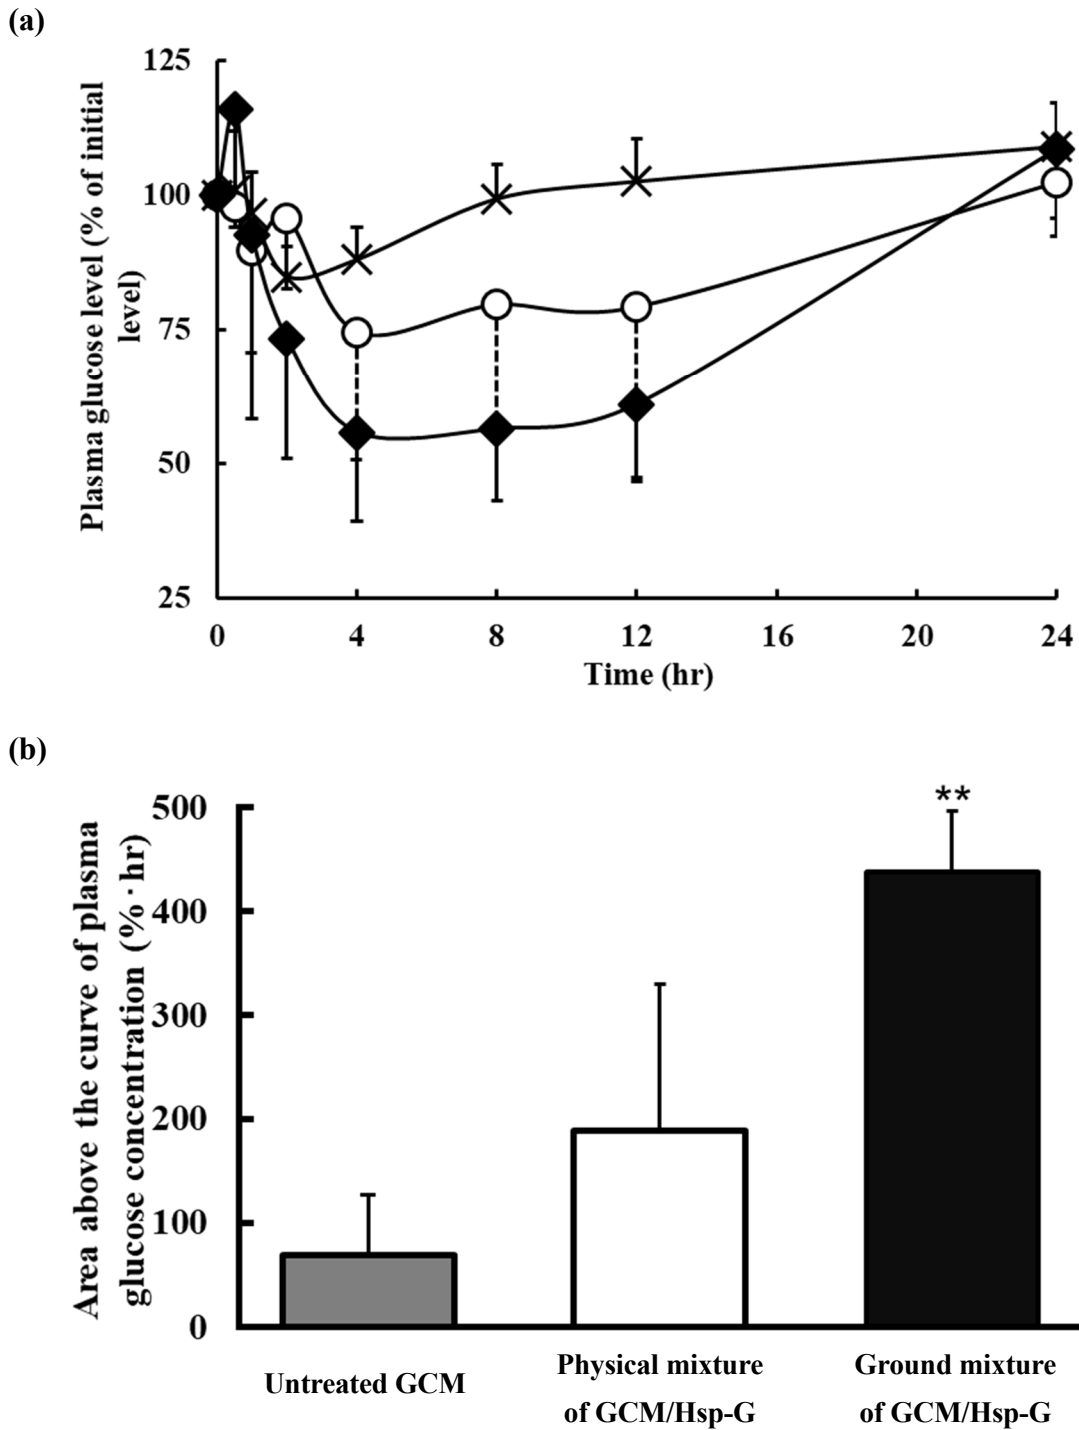 (a)
Plasma glucose level (% of initial
level)
125
100
75
50
25
0 4 8 12 16 20 24
Time (hr)
(b)
Area above the curve of plasma
glucose concentration (%·hr)
500
400
300
200
100
0
**
Untreated GCM
Physical mixture
of GCM/Hsp-G
Ground mixture
of GCM/Hsp-G